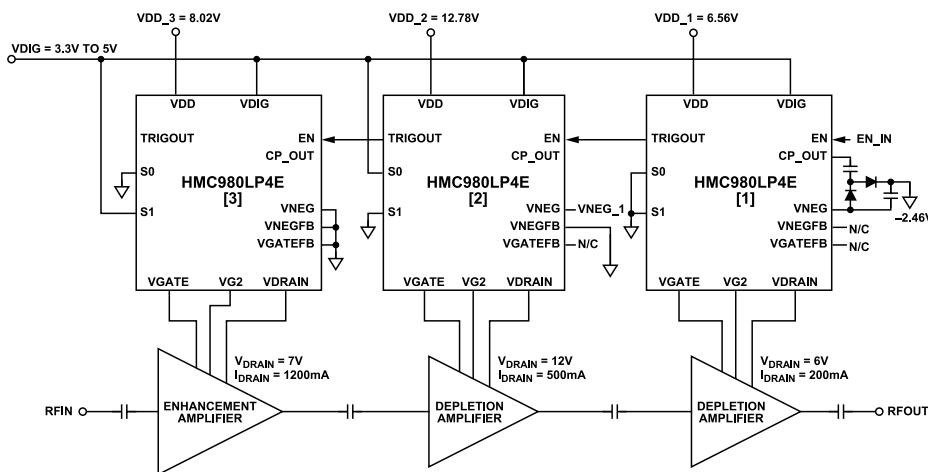 VDD_3 = 8.02V
VDD_2 = 12.78V
VDD_1 = 6.56V
VDIG = 3.3V TO 5V
VDD VDIG
TRIGOUT EN
CP_OUT
S0
HMC980LP4E
[3]
S1
VNEG
VNEGFB
VGATEFB
VGATE VG2 VDRAIN
VDD VDIG
TRIGOUT EN
CP_OUT
S0
HMC980LP4E
[2]
S1
VNEG VNEG_1
VNEGFB
VGATEFB N/C
VGATE VG2 VDRAIN
VDD VDIG
TRIGOUT EN EN_IN
CP_OUT
S0
HMC980LP4E
[1]
S1
VNEG
–2.46V
VNEGFB N/C
VGATEFB N/C
VGATE VG2 VDRAIN
VDRAIN = 7V
IDRAIN = 1200mA
VDRAIN = 12V
IDRAIN = 500mA
VDRAIN = 6V
IDRAIN = 200mA
RFIN
ENHANCEMENT
AMPLIFIER
DEPLETION
AMPLIFIER
DEPLETION
AMPLIFIER
RFOUT